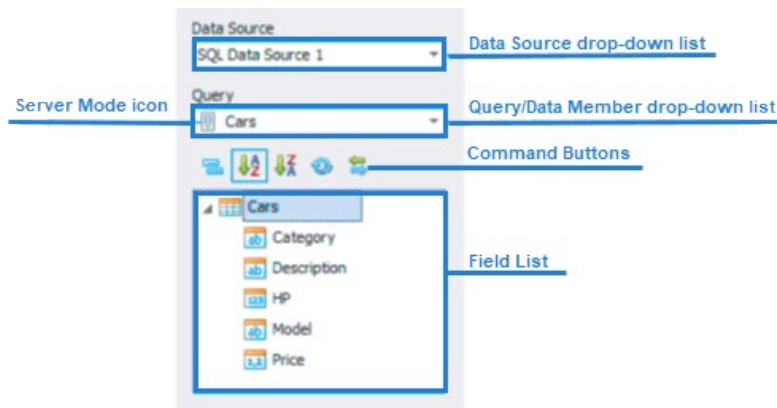 Data Source
SQL Data Source 1
Data Source drop-down list
Query
Server Mode icon
Cars
Query/Data Member drop-down list
Command Buttons
Cars
Category
Description
Field List
HP
Model
Price